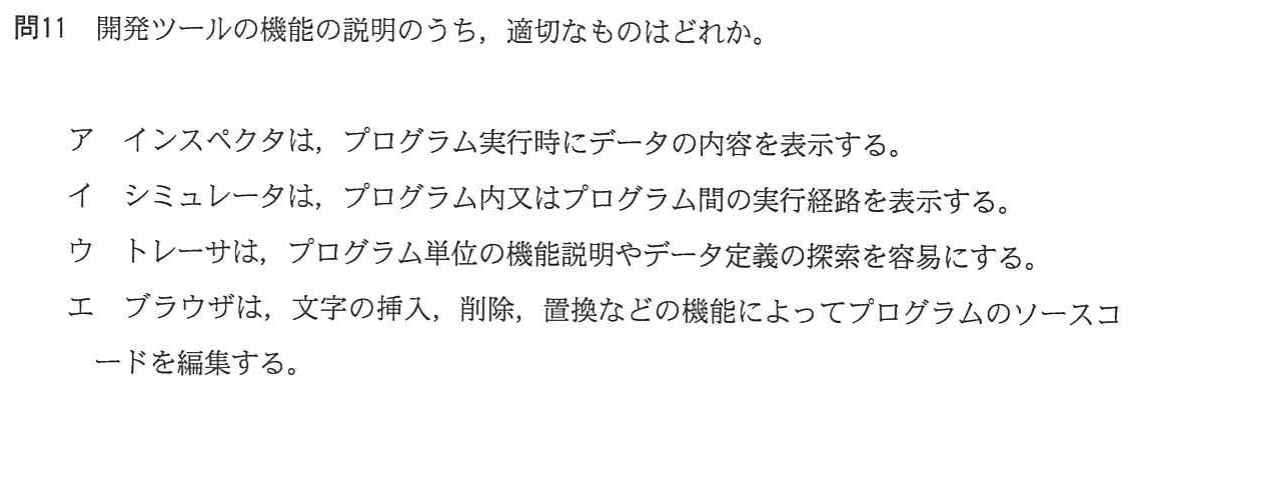 問11　開発ツールの機能の説明のうち，適切なものはどれか。
ア　インスペクタは，プログラム実行時にデータの内容を表示する。
イ　シミュレータは，プログラム内又はプログラム間の実行経路を表示する。
ウ　トレーサは，プログラム単位の機能説明やデータ定義の探索を容易にする。
エ　ブラウザは，文字の挿入，削除，置換などの機能によってプログラムのソースコ
ードを編集する。